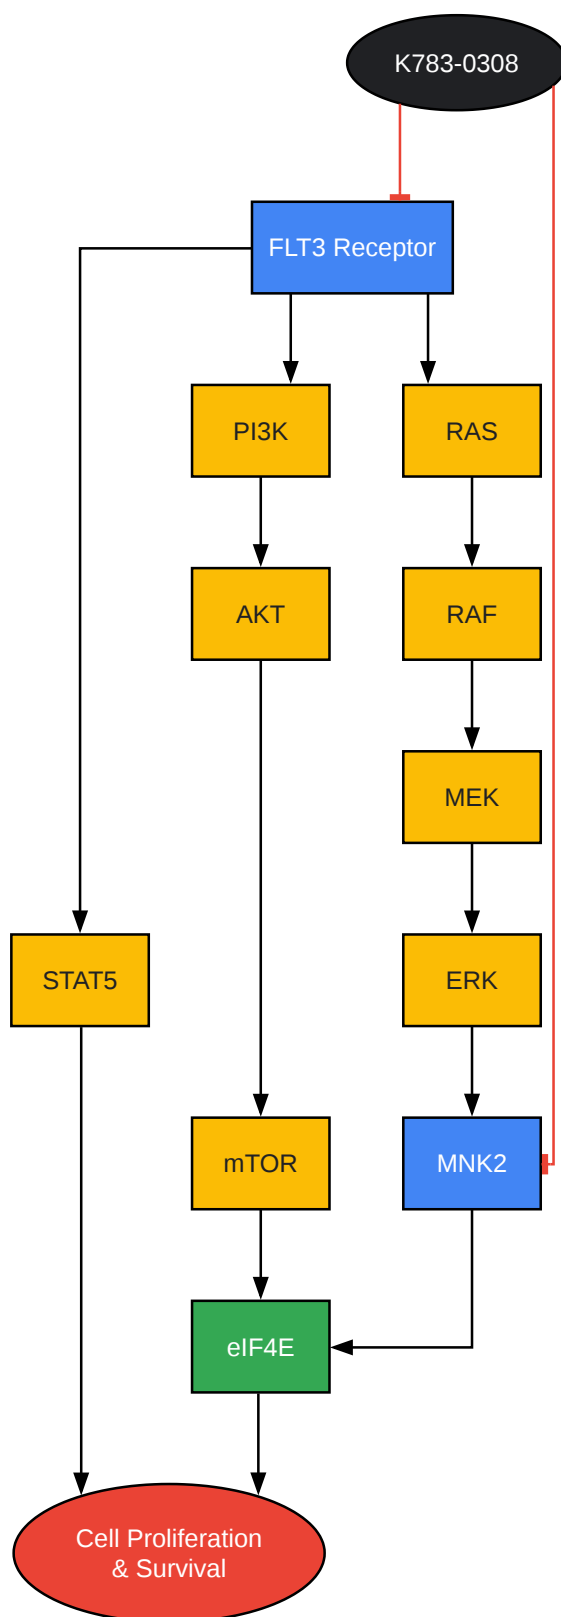 K783-0308
FLT3 Receptor
PI3K
RAS
AKT
RAF
MEK
STAT5
ERK
mTOR
MNK2
eIF4E
Cell Proliferation
& Survival